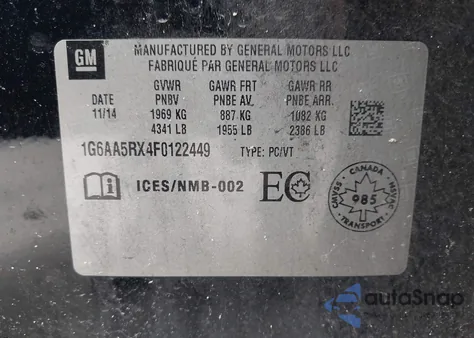 GM
MANUFACTURED BY GENERAL MOTORS LLC
FABRIQUÉ PAR GENERAL MOTORS LLC
GVWR GAWR FRT GAWR RR
DATE PNBV PNBE AV. PNBE ARR.
11/14 1969 KG 887 KG 1082 KG
4341 LB 1955 LB 2386 LB
1G6AA5RX4F0122449 TYPE: PC/VT
ICES/NMB-002 EC
CANADA
CMVSS NSVAC
985
TRANSPORT
autoSnap